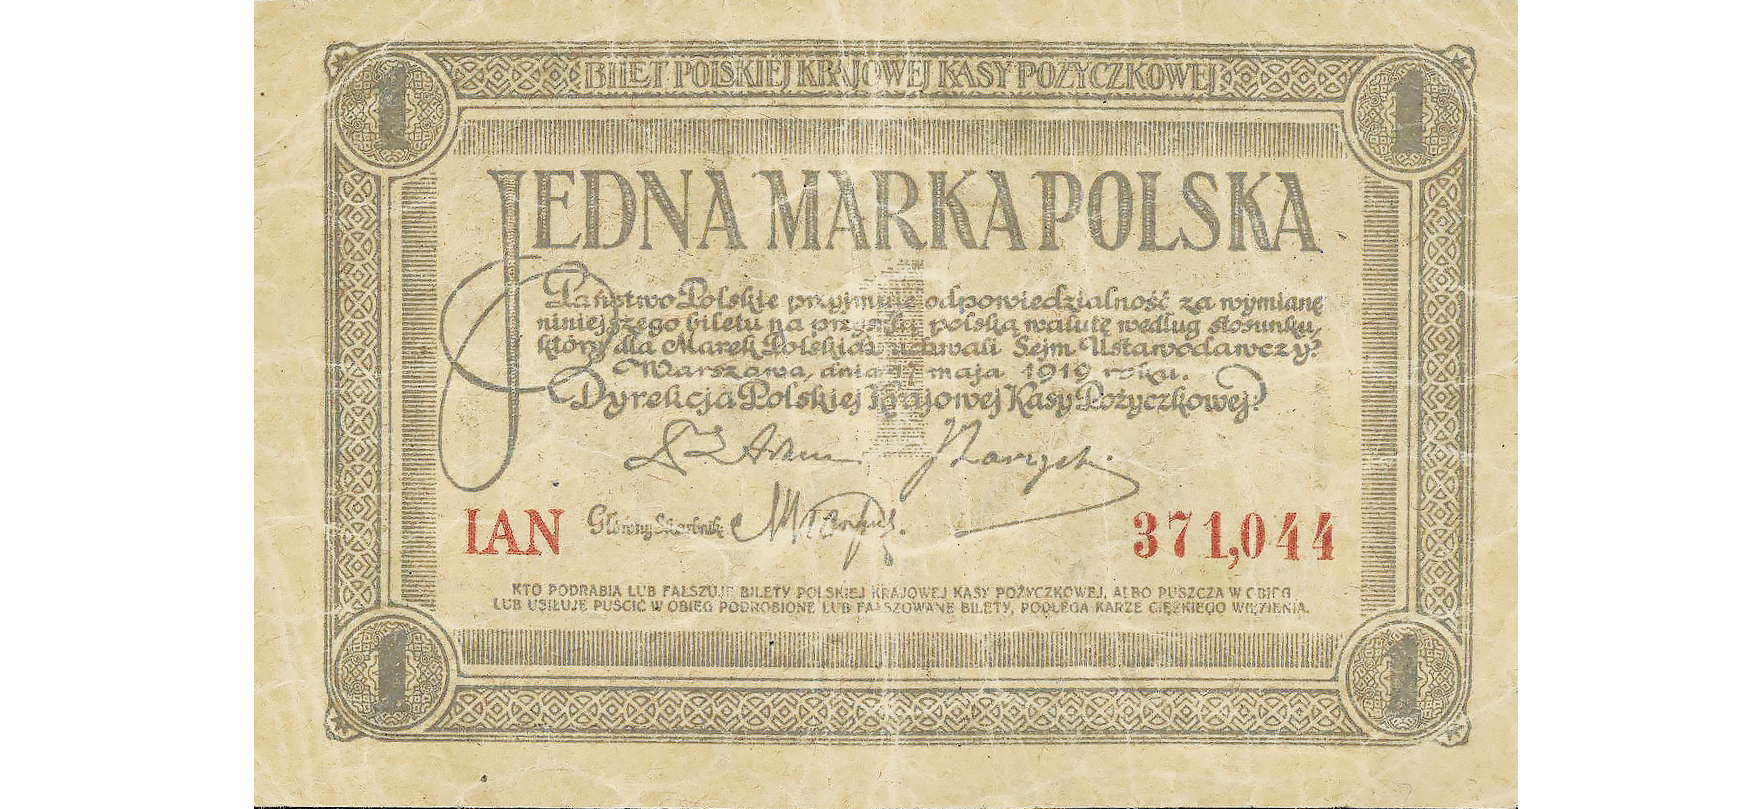 1 BILET POLSKIEJ KRAJOWEJ KASY POŻYCZKOWEJ 1
JEDNA MARKA POLSKA
1
Państwo Polskie przyjmuje odpowiedzialność za wymianę
niniejszego biletu na przyszłą polską walutę według stosunku,
który dla Marek Polskich uchwali Sejm Ustawodawczy.
Warszawa, dnia 17 maja 1919 roku.
Dyrekcja Polskiej Krajowej Kasy Pożyczkowej.
IAN Główny Skarbnik 371,044
KTO PODRABIA LUB FAŁSZUJE BILETY POLSKIEJ KRAJOWEJ KASY POŻYCZKOWEJ, ALBO PUSZCZA W OBIEG
LUB USIŁUJE PUŚCIĆ W OBIEG PODROBIONE LUB FAŁSZOWANE BILETY, PODLEGA KARZE CIĘŻKIEGO WIĘZIENIA.
1 1